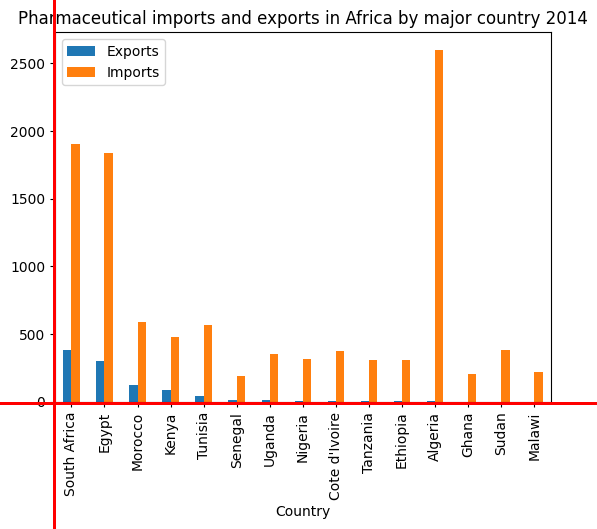 Pharmaceutical imports and exports in Africa by major country 2014
Exports
Imports
2500
2000
1500
1000
500
0
South Africa
Egypt
Morocco
Kenya
Tunisia
Senegal
Uganda
Nigeria
Cote d'Ivoire
Tanzania
Ethiopia
Algeria
Ghana
Sudan
Malawi
Country